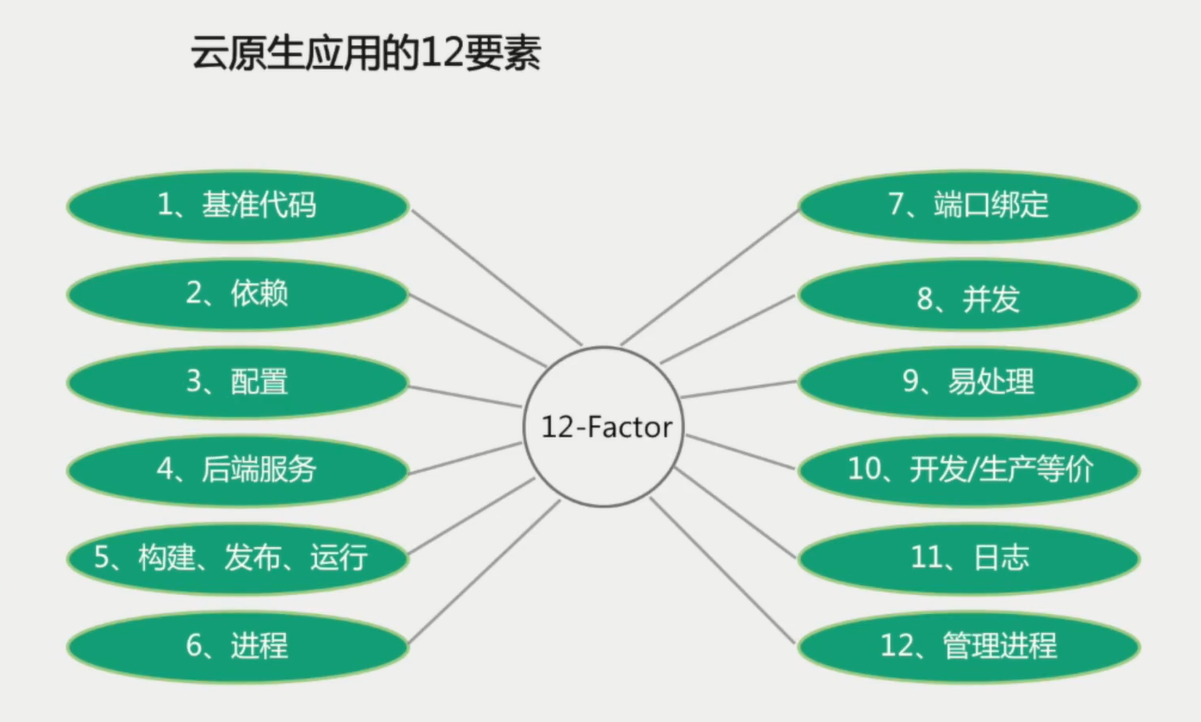 云原生应用的12要素
1、基准代码
2、依赖
3、配置
4、后端服务
5、构建、发布、运行
6、进程
12-Factor
7、端口绑定
8、并发
9、易处理
10、开发/生产等价
11、日志
12、管理进程